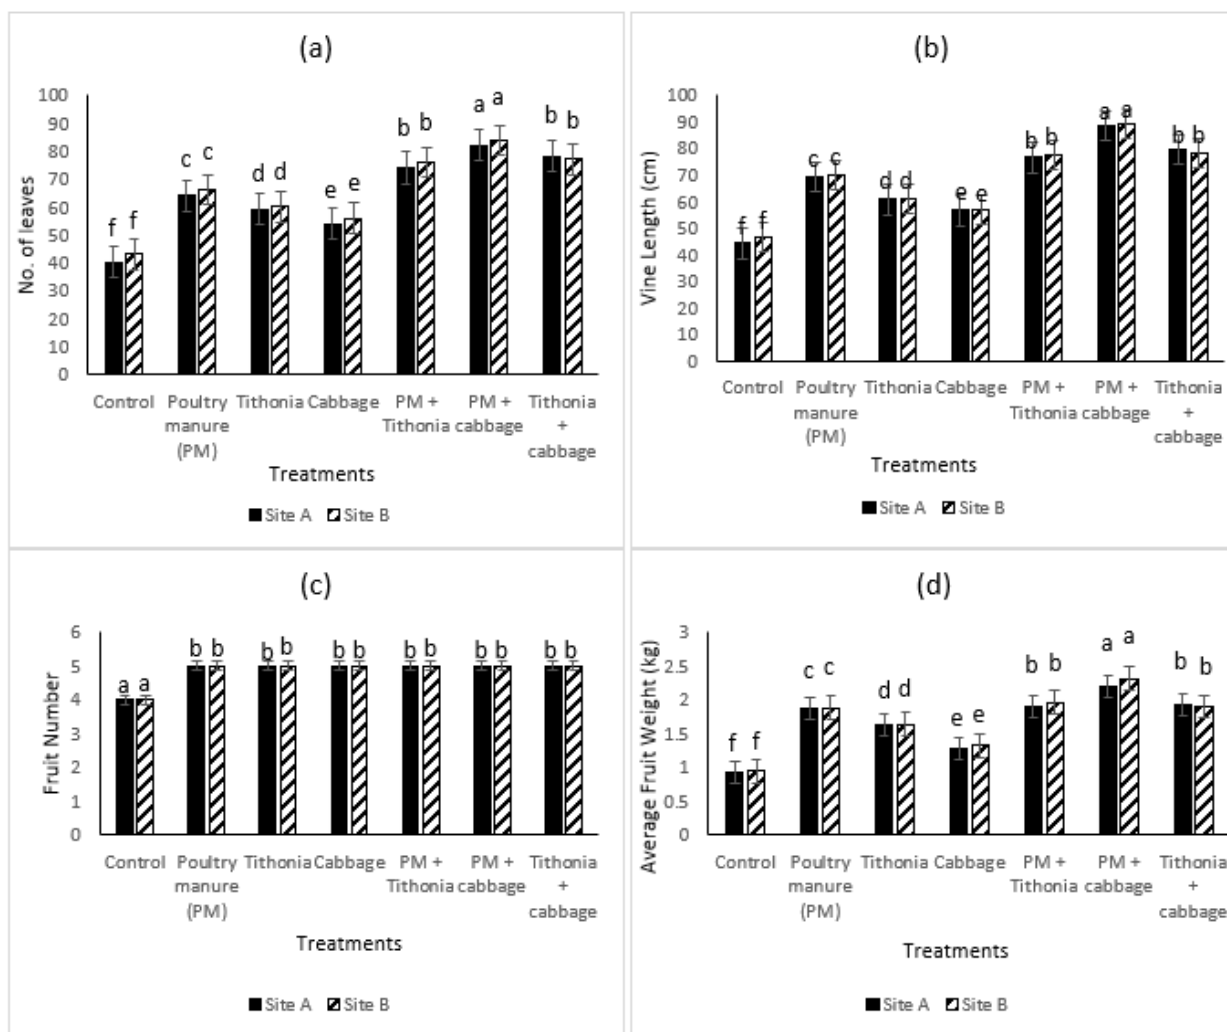 (a)
No. of leaves
100
90
80
70
60
50
40
30
20
10
0
f f c c d d e e b b a a b b
Control Poultry Tithonia Cabbage PM + PM + Tithonia
manure Tithonia cabbage +
(PM) cabbage
Treatments
Site A Site B
(b)
Vine Length (cm)
100
90
80
70
60
50
40
30
20
10
0
f f c c d d e e b b a a b b
Control Poultry Tithonia Cabbage PM + PM + Tithonia
manure Tithonia cabbage +
(PM) cabbage
Treatments
Site A Site B
(c)
Fruit Number
6
5
4
3
2
1
0
a a b b b b b b b b b b b b
Control Poultry Tithonia Cabbage PM + PM + Tithonia
manure Tithonia cabbage +
(PM) cabbage
Treatments
Site A Site B
(d)
Average Fruit Weight (kg)
3
2.5
2
1.5
1
0.5
0
f f c c d d e e b b a a b b
Control Poultry Tithonia Cabbage PM + PM + Tithonia
manure Tithonia cabbage +
(PM) cabbage
Treatments
Site A Site B